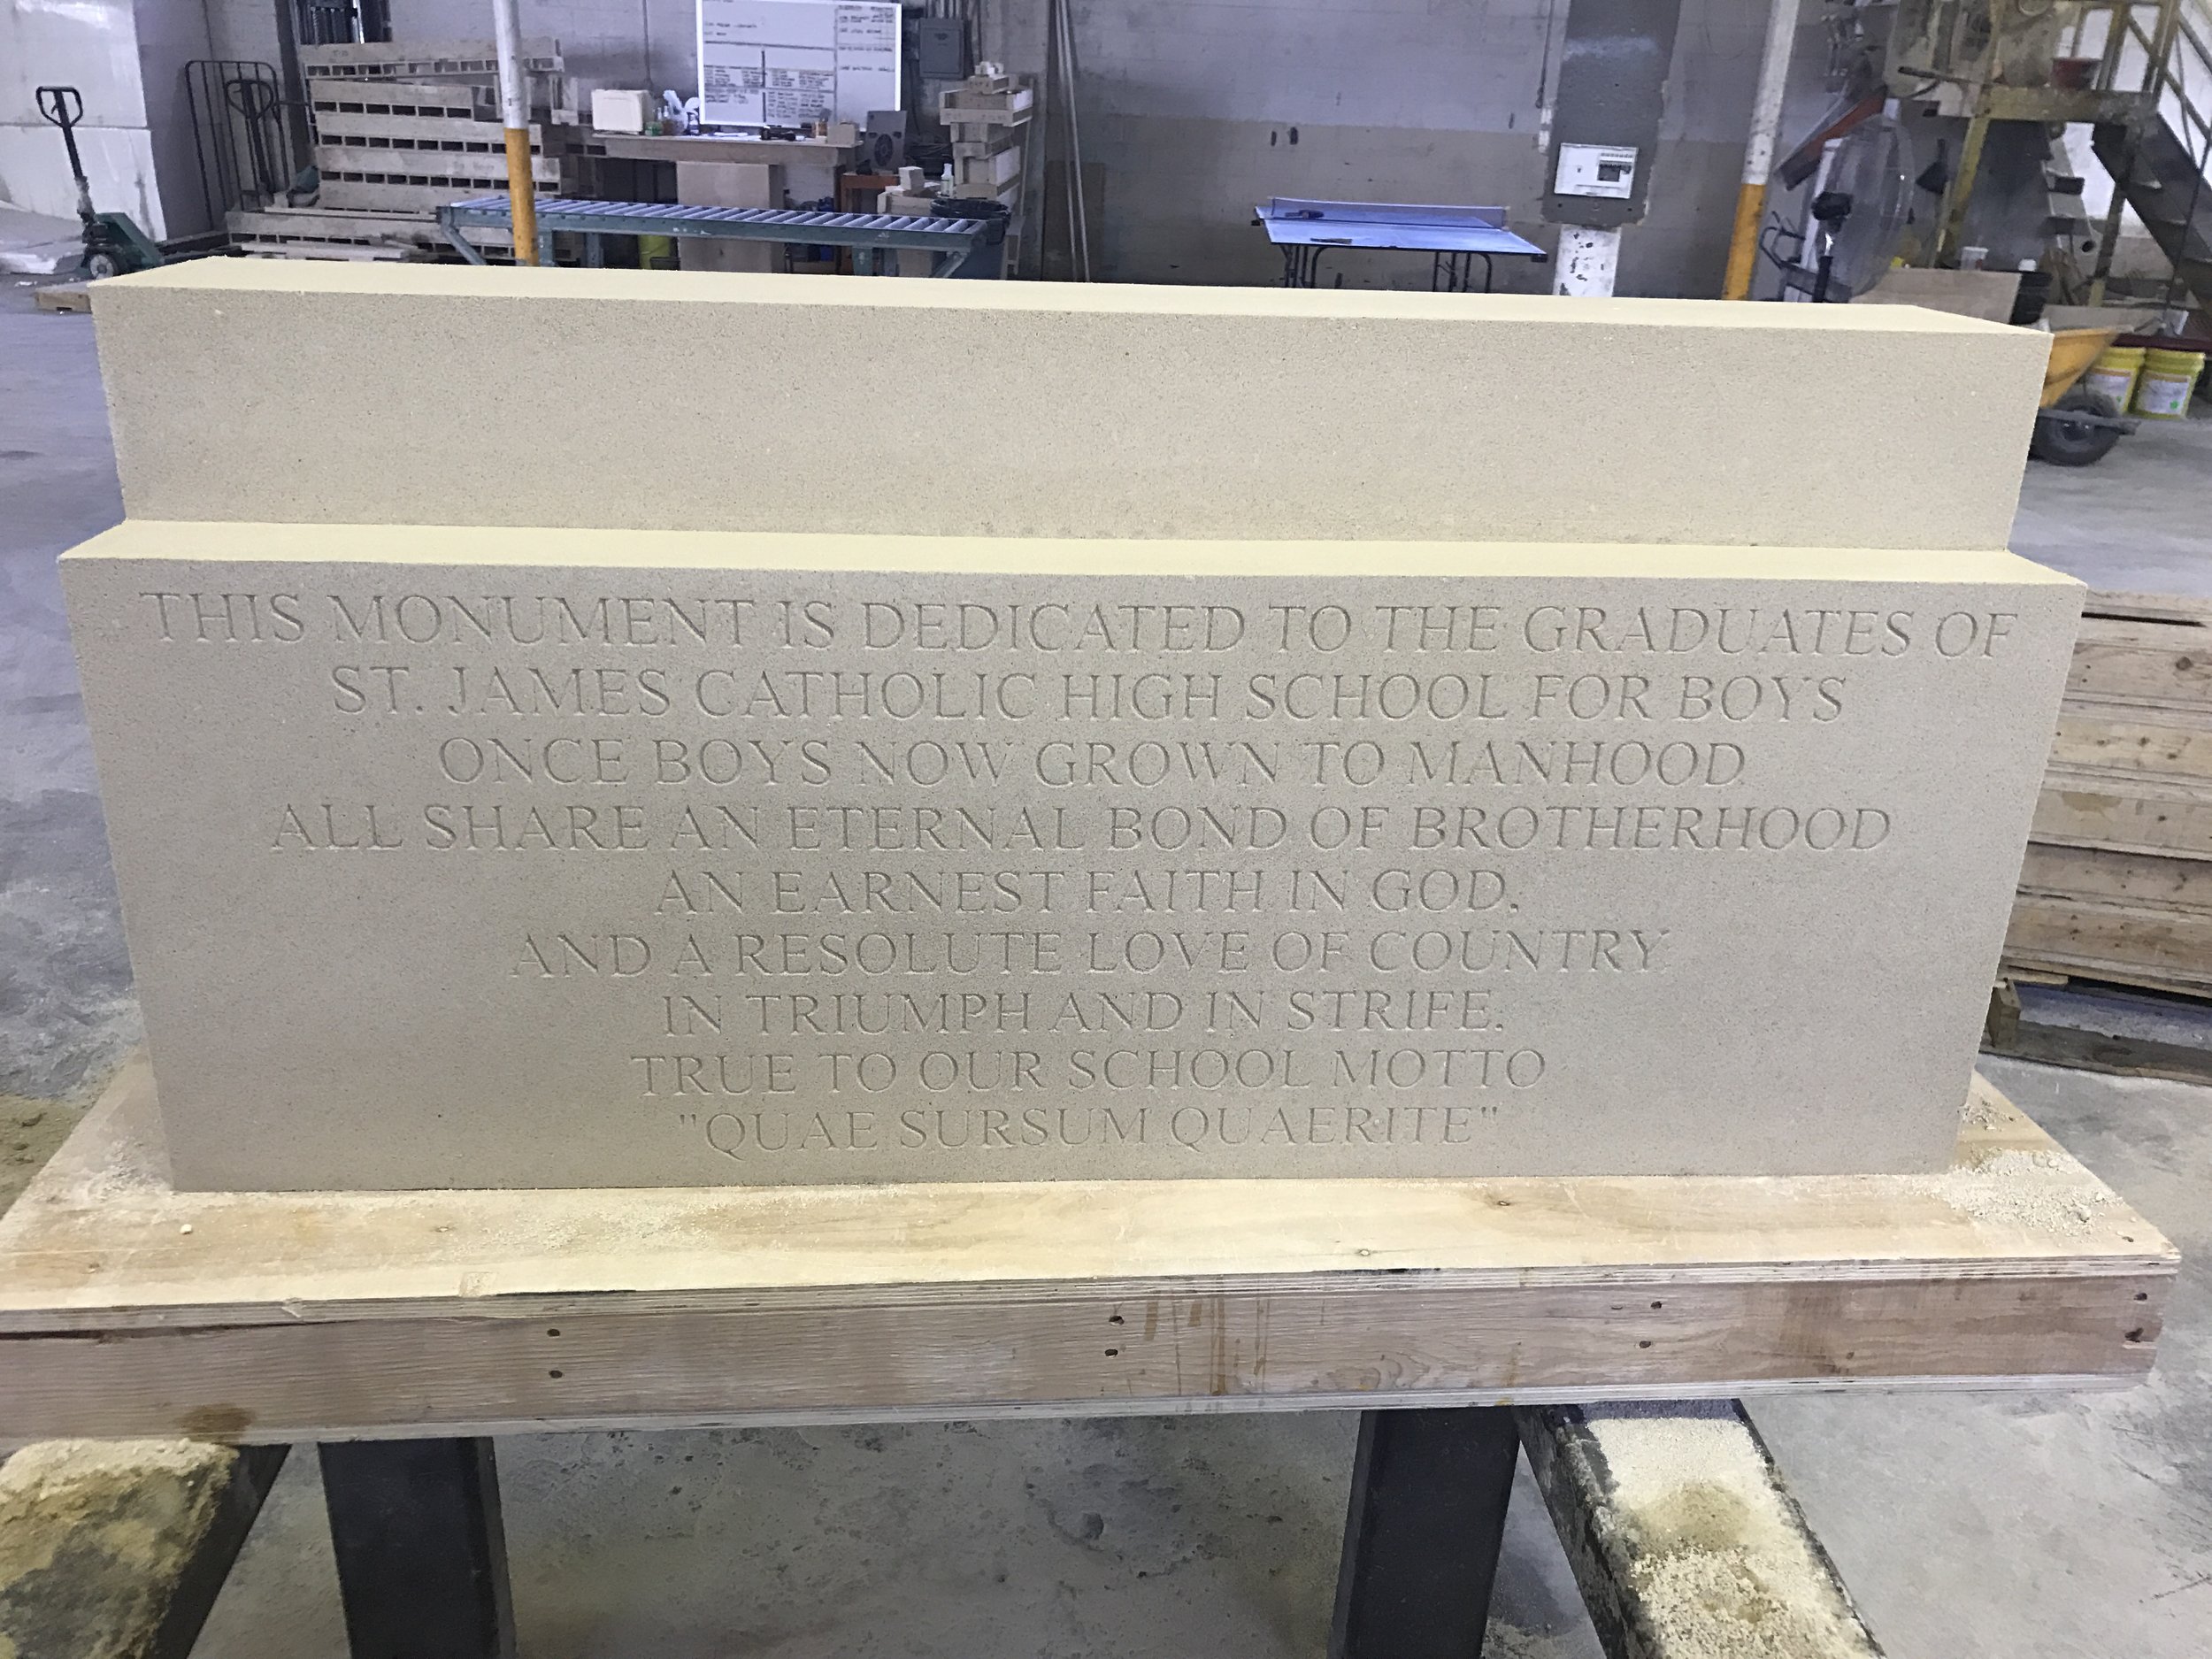 THIS MONUMENT IS DEDICATED TO THE GRADUATES OF
ST. JAMES CATHOLIC HIGH SCHOOL FOR BOYS
ONCE BOYS NOW GROWN TO MANHOOD
ALL SHARE AN ETERNAL BOND OF BROTHERHOOD
AN EARNEST FAITH IN GOD,
AND A RESOLUTE LOVE OF COUNTRY
IN TRIUMPH AND IN STRIFE.
TRUE TO OUR SCHOOL MOTTO
"QUAE SURSUM QUAERITE"